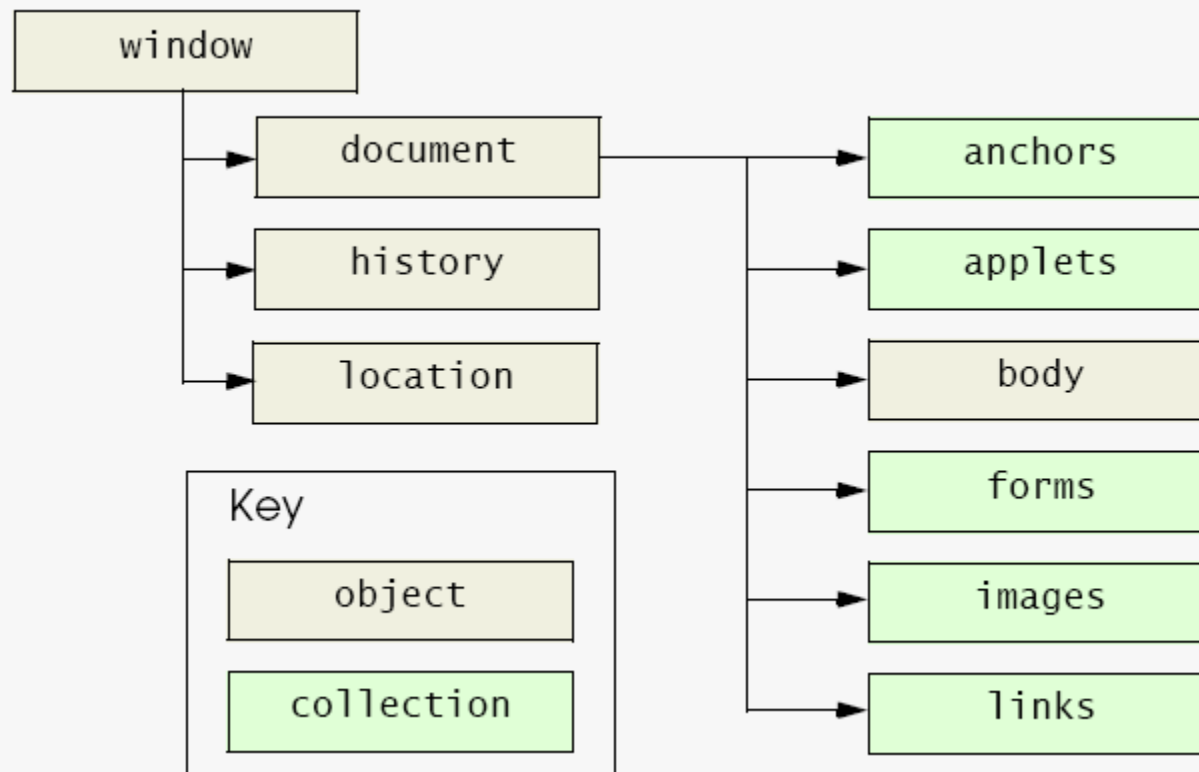 window
document
anchors
history
applets
location
body
Key
forms
object
images
collection
links